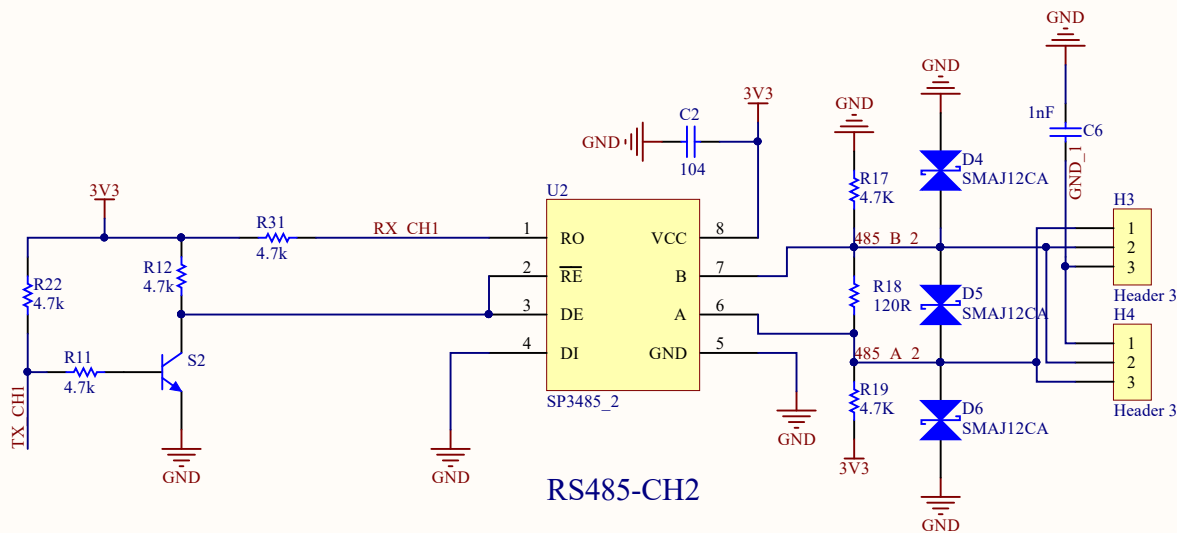 GND
GND
1nF
C6
GND_1
GND
3V3
C2
GND
104
D4
SMAJ12CA
R17
4.7K
U2
H3
3V3
R31
4.7k
RX_CH1
1
RO
VCC
8
485_B_2
1
2
3
Header 3
R12
4.7k
2
RE
B
7
R22
4.7k
R18
120R
D5
SMAJ12CA
3
DE
A
6
H4
R11
4.7k
S2
4
DI
GND
5
485_A_2
1
2
3
Header 3
TX_CH1
SP3485_2
R19
4.7K
D6
SMAJ12CA
GND
GND
GND
3V3
RS485-CH2
GND